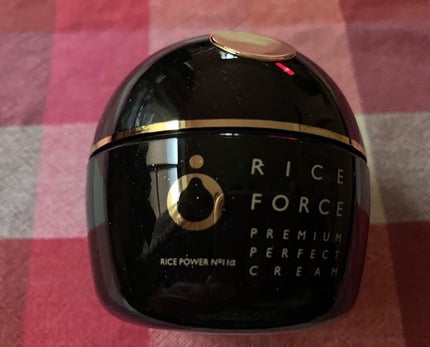 RICE
FORCE
PREMIUM
PERFECT
CREAM
RICE POWER Nº11α